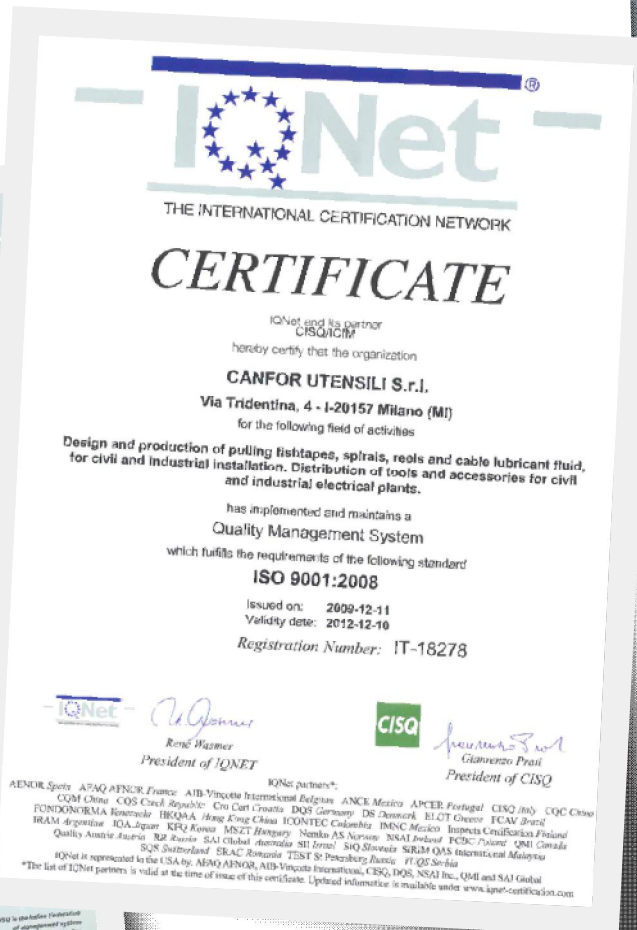 IQNet ®
THE INTERNATIONAL CERTIFICATION NETWORK
CERTIFICATE
IQNet and its partner
CISQ/ICIM
hereby certify that the organization
CANFOR UTENSILI S.r.l.
Via Tridentina, 4 - I-20157 Milano (MI)
for the following field of activities
Design and production of pulling fishtapes, spirals, reels and cable lubricant fluid,
for civil and industrial installation. Distribution of tools and accessories for civil
and industrial electrical plants.
has implemented and maintains a
Quality Management System
which fulfills the requirements of the following standard
ISO 9001:2008
Issued on: 2009-12-11
Validity date: 2012-12-10
Registration Number: IT-18278
IQNet
CISQ
René Wasmer
President of IQNET
Gianrenzo Prati
President of CISQ
IQNet partners*:
AENOR Spain AFAQ AFNOR France AIB-Vinçotte International Belgium ANCE Mexico APCER Portugal CISQ Italy CQC China
CQM China CQS Czech Republic Cro Cert Croatia DQS Germany DS Denmark ELOT Greece FCAV Brazil
FONDONORMA Venezuela HKQAA Hong Kong China ICONTEC Colombia IMNC Mexico Inspecta Certification Finland
IRAM Argentina JQA Japan KFQ Korea MSZT Hungary Nemko AS Norway NSAI Ireland PCBC Poland QMI Canada
Quality Austria Austria RR Russia SAI Global Australia SII Israel SIQ Slovenia SIRIM QAS International Malaysia
SQS Switzerland SRAC Romania TEST St Petersburg Russia YUQS Serbia
IQNet is represented in the USA by: AFAQ AFNOR, AIB-Vinçotte International, CISQ, DQS, NSAI Inc., QMI and SAI Global
*The list of IQNet partners is valid at the time of issue of this certificate. Updated information is available under www.iqnet-certification.com
CISQ is the Italian Federation
of management system